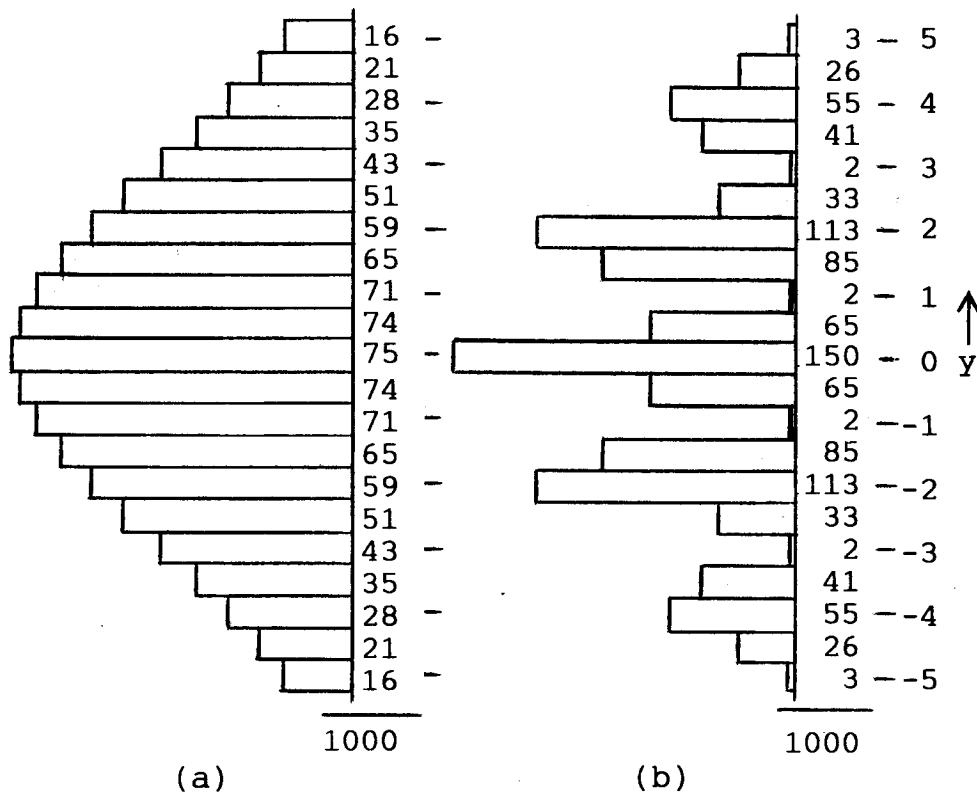 16 – 3 – 5
21 26
28 – 55 – 4
35 41
43 – 2 – 3
51 33
59 – 113 – 2
65 85
71 – 2 – 1
74 65
75 – 150 – 0 y
74 65
71 – 2 – -1
65 85
59 – 113 – -2
51 33
43 – 2 – -3
35 41
28 – 55 – -4
21 26
16 – 3 – -5
1000 1000
(a) (b)